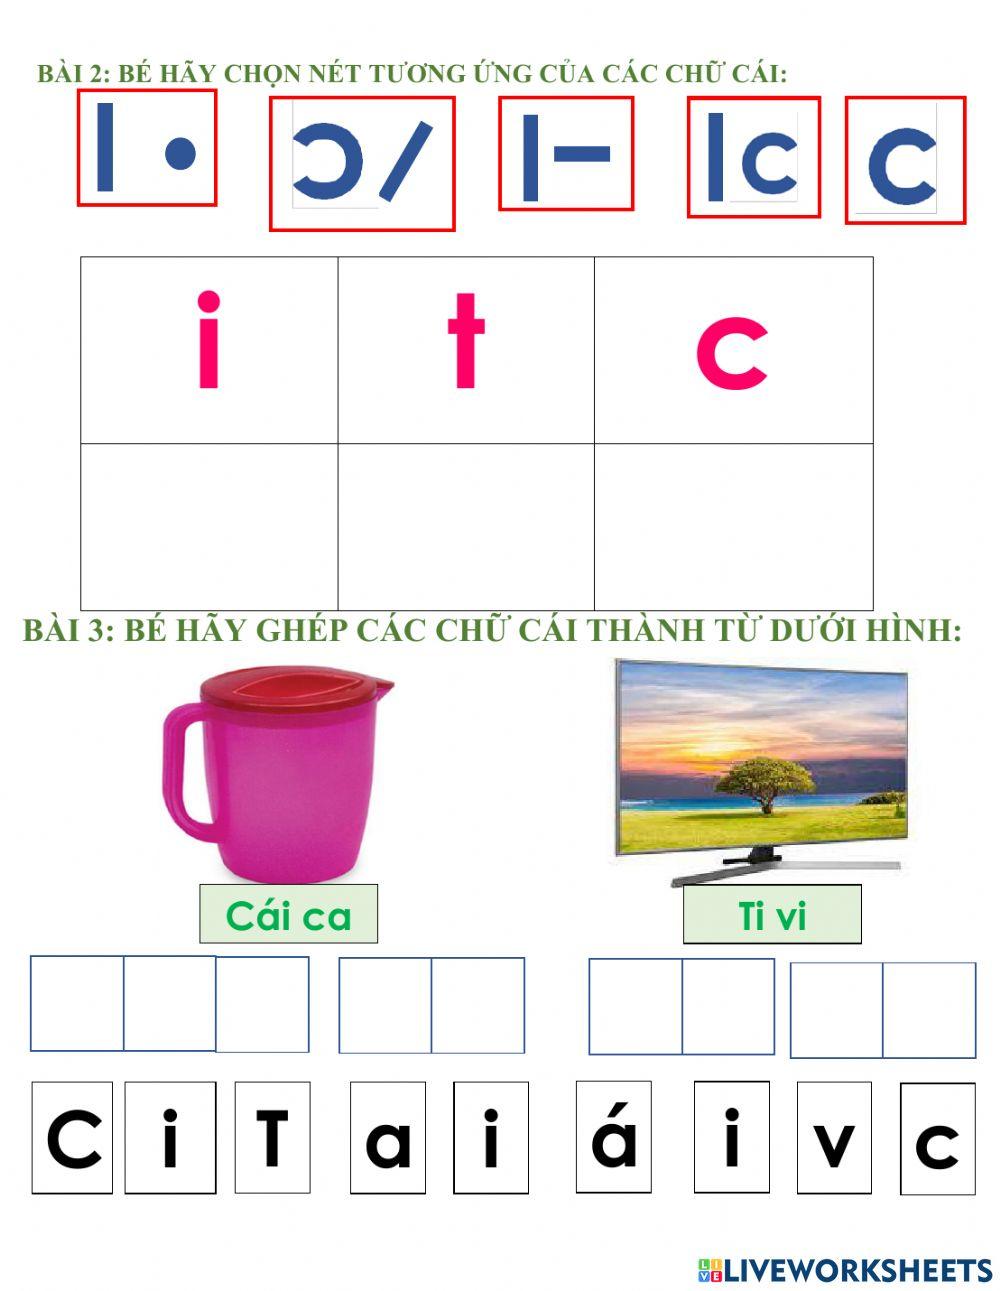 BÀI 2: BÉ HÃY CHỌN NÉT TƯƠNG ỨNG CỦA CÁC CHỮ CÁI:
i t c
BÀI 3: BÉ HÃY GHÉP CÁC CHỮ CÁI THÀNH TỪ DƯỚI HÌNH:
Cái ca Ti vi
C i T a i á i v c
LIVE LIVEWORKSHEETS